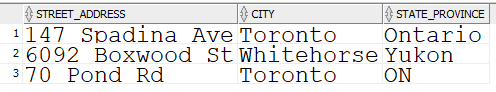 STREET_ADDRESS CITY STATE_PROVINCE
1 147 Spadina Ave Toronto Ontario
2 6092 Boxwood St Whitehorse Yukon
3 70 Pond Rd Toronto ON